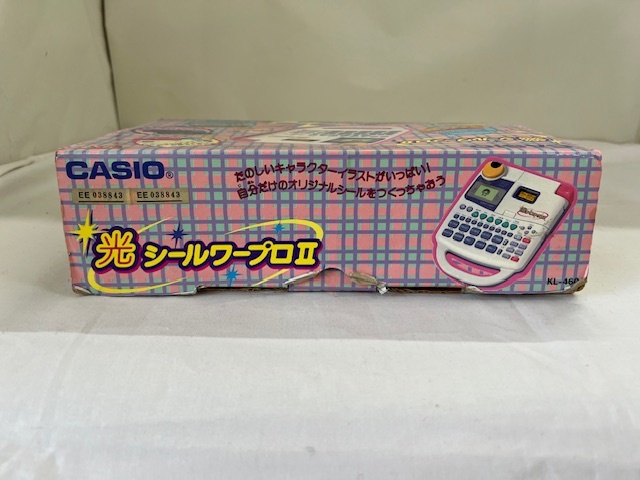 CASIO®
EE 038843 EE 038843
たのしいキャラクターイラストがいっぱい!
自分だけのオリジナルシールをつくっちゃおう
光 シールワープロⅡ